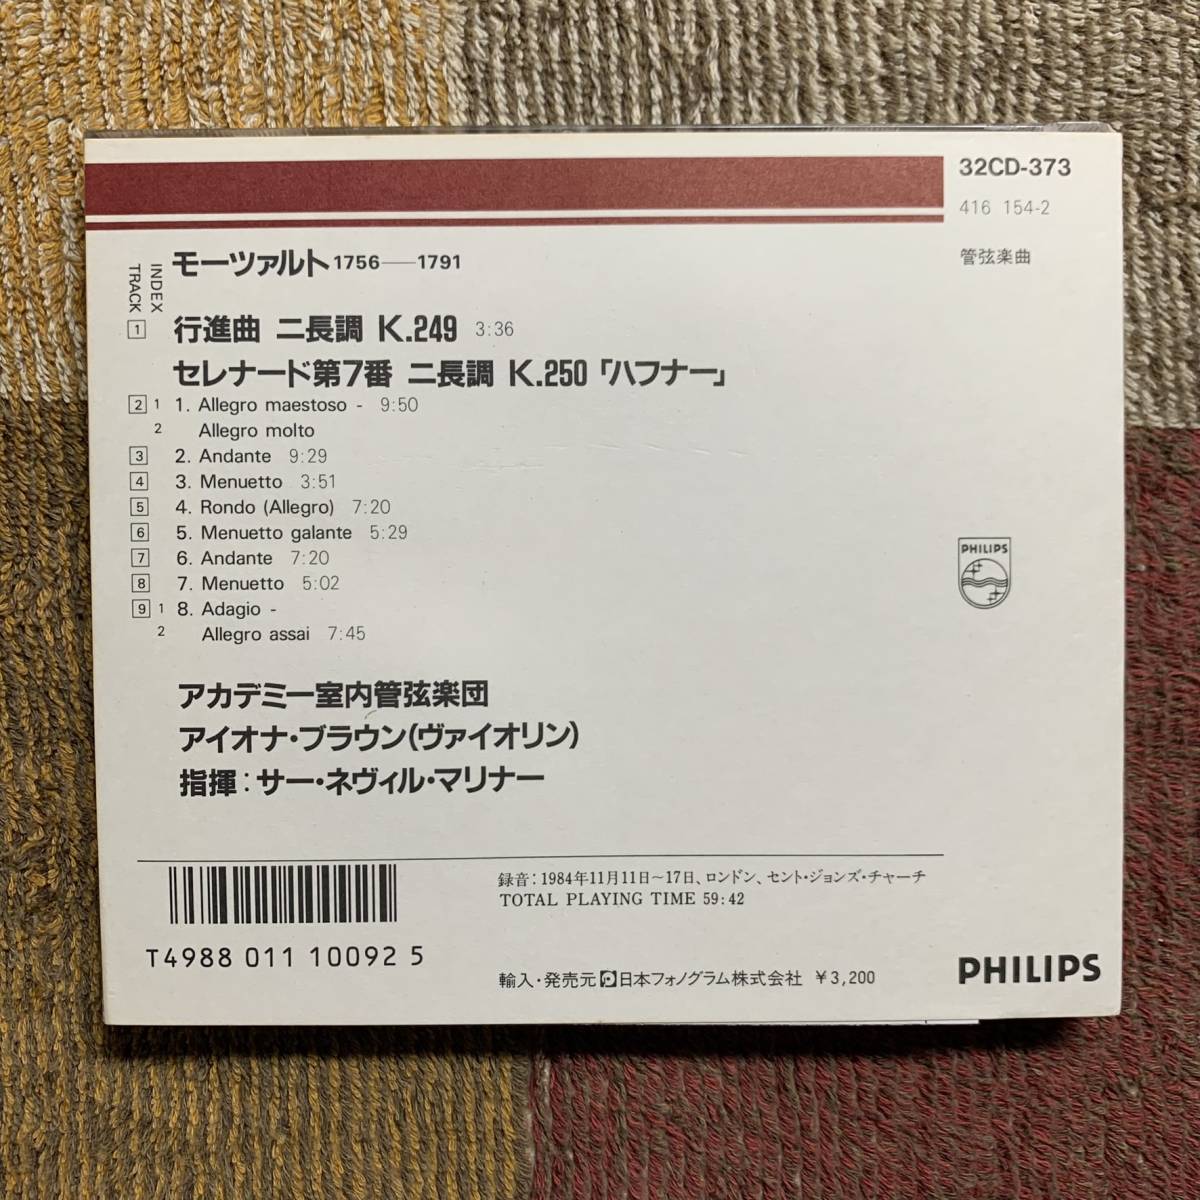 32CD-373
416 154-2
管弦楽曲
モーツァルト 1756—1791
INDEX
TRACK
1 行進曲 ニ長調 K.249 3:36
セレナード第7番 ニ長調 K.250「ハフナー」
2 1 1. Allegro maestoso - 9:50
2 Allegro molto
3 2. Andante 9:29
4 3. Menuetto 3:51
5 4. Rondo (Allegro) 7:20
6 5. Menuetto galante 5:29
7 6. Andante 7:20
8 7. Menuetto 5:02
9 1 8. Adagio -
2 Allegro assai 7:45
PHILIPS
アカデミー室内管弦楽団
アイオナ・ブラウン(ヴァイオリン)
指揮:サー・ネヴィル・マリナー
録音:1984年11月11日〜17日、ロンドン、セント・ジョンズ・チャーチ
TOTAL PLAYING TIME 59:42
T4988 011 10092 5
輸入・発売元 日本フォノグラム株式会社 ¥3,200
PHILIPS